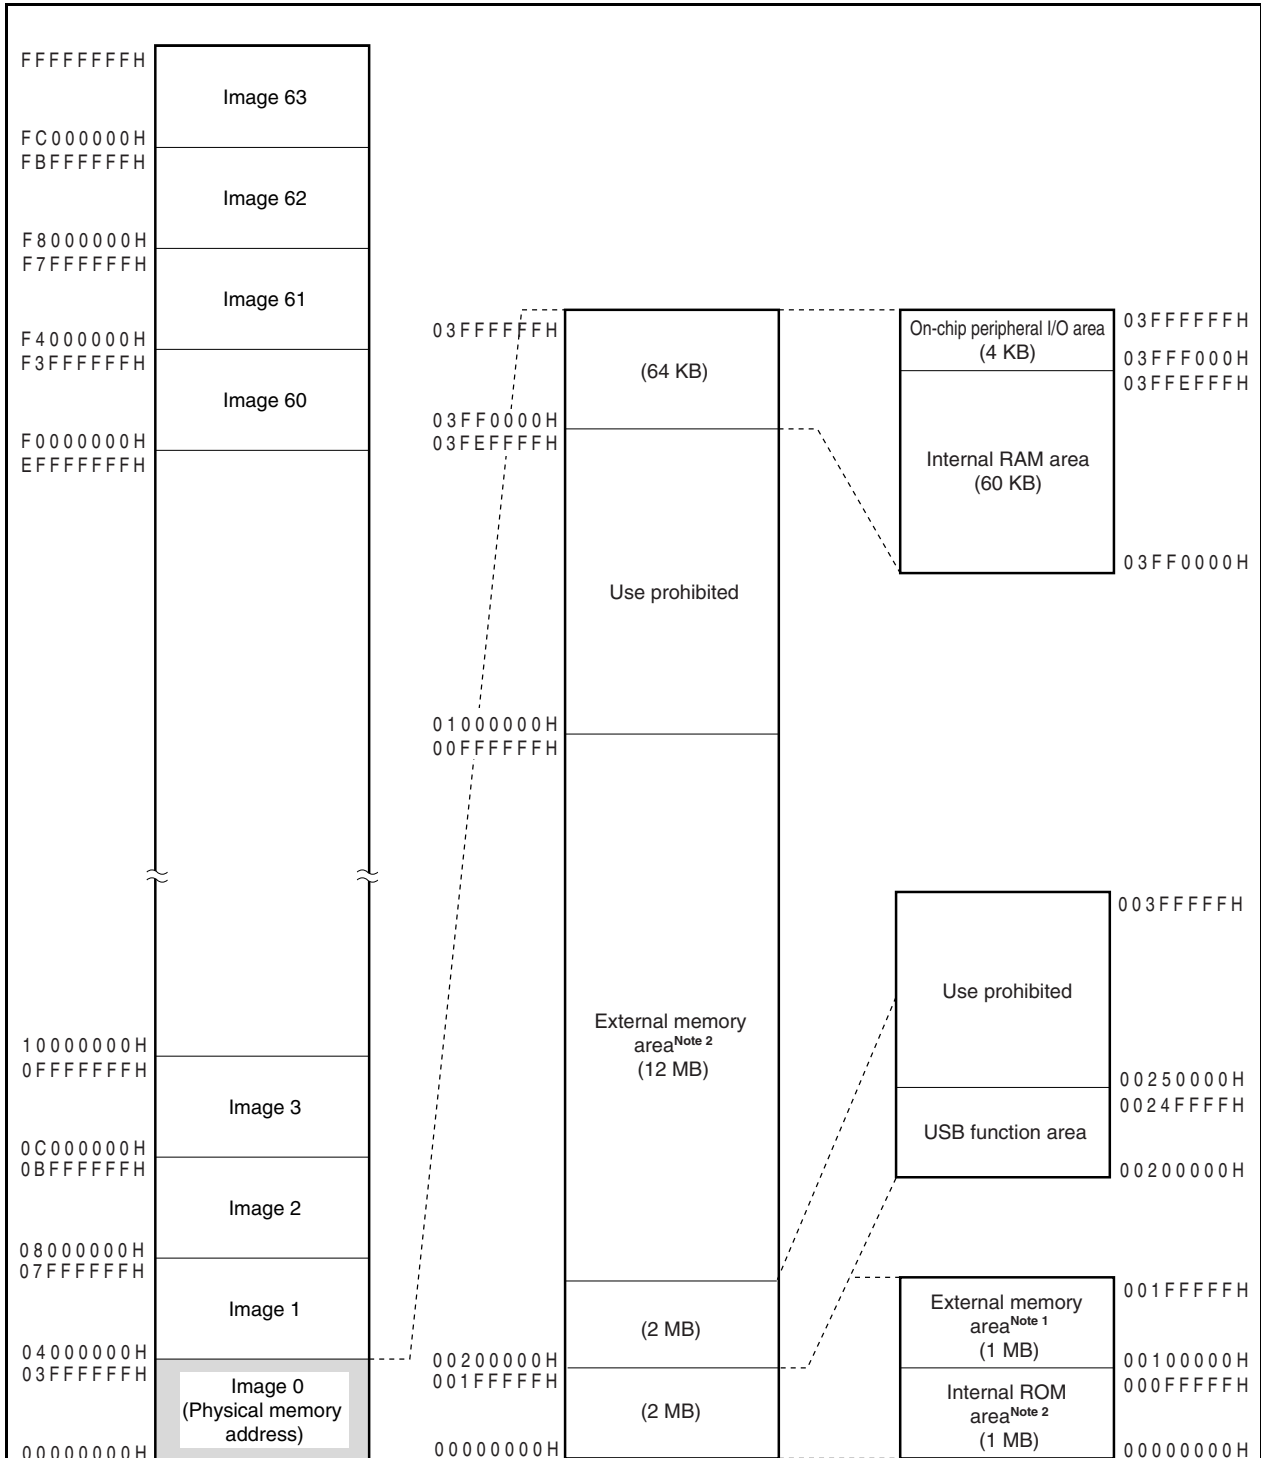 FFFFFFFFH
Image 63
FC000000H
FBFFFFFFH
Image 62
F8000000H
F7FFFFFFH
Image 61
F4000000H
F3FFFFFFH
Image 60
F0000000H
EFFFFFFFH
10000000H
0FFFFFFFH
Image 3
0C000000H
0BFFFFFFH
Image 2
08000000H
07FFFFFFH
Image 1
04000000H
03FFFFFFH
Image 0
(Physical memory
address)
00000000H
03FFFFFFH
(64 KB)
03FF0000H
03FEFFFFH
Use prohibited
01000000H
00FFFFFFH
External memory
areaNote 2
(12 MB)
(2 MB)
00200000H
001FFFFFH
(2 MB)
00000000H
On-chip peripheral I/O area
(4 KB)
03FFFFFFH
03FFF000H
03FFEFFFH
Internal RAM area
(60 KB)
03FF0000H
003FFFFFH
Use prohibited
00250000H
0024FFFFH
USB function area
00200000H
001FFFFFH
External memory
areaNote 1
(1 MB)
00100000H
000FFFFFH
Internal ROM
areaNote 2
(1 MB)
00000000H